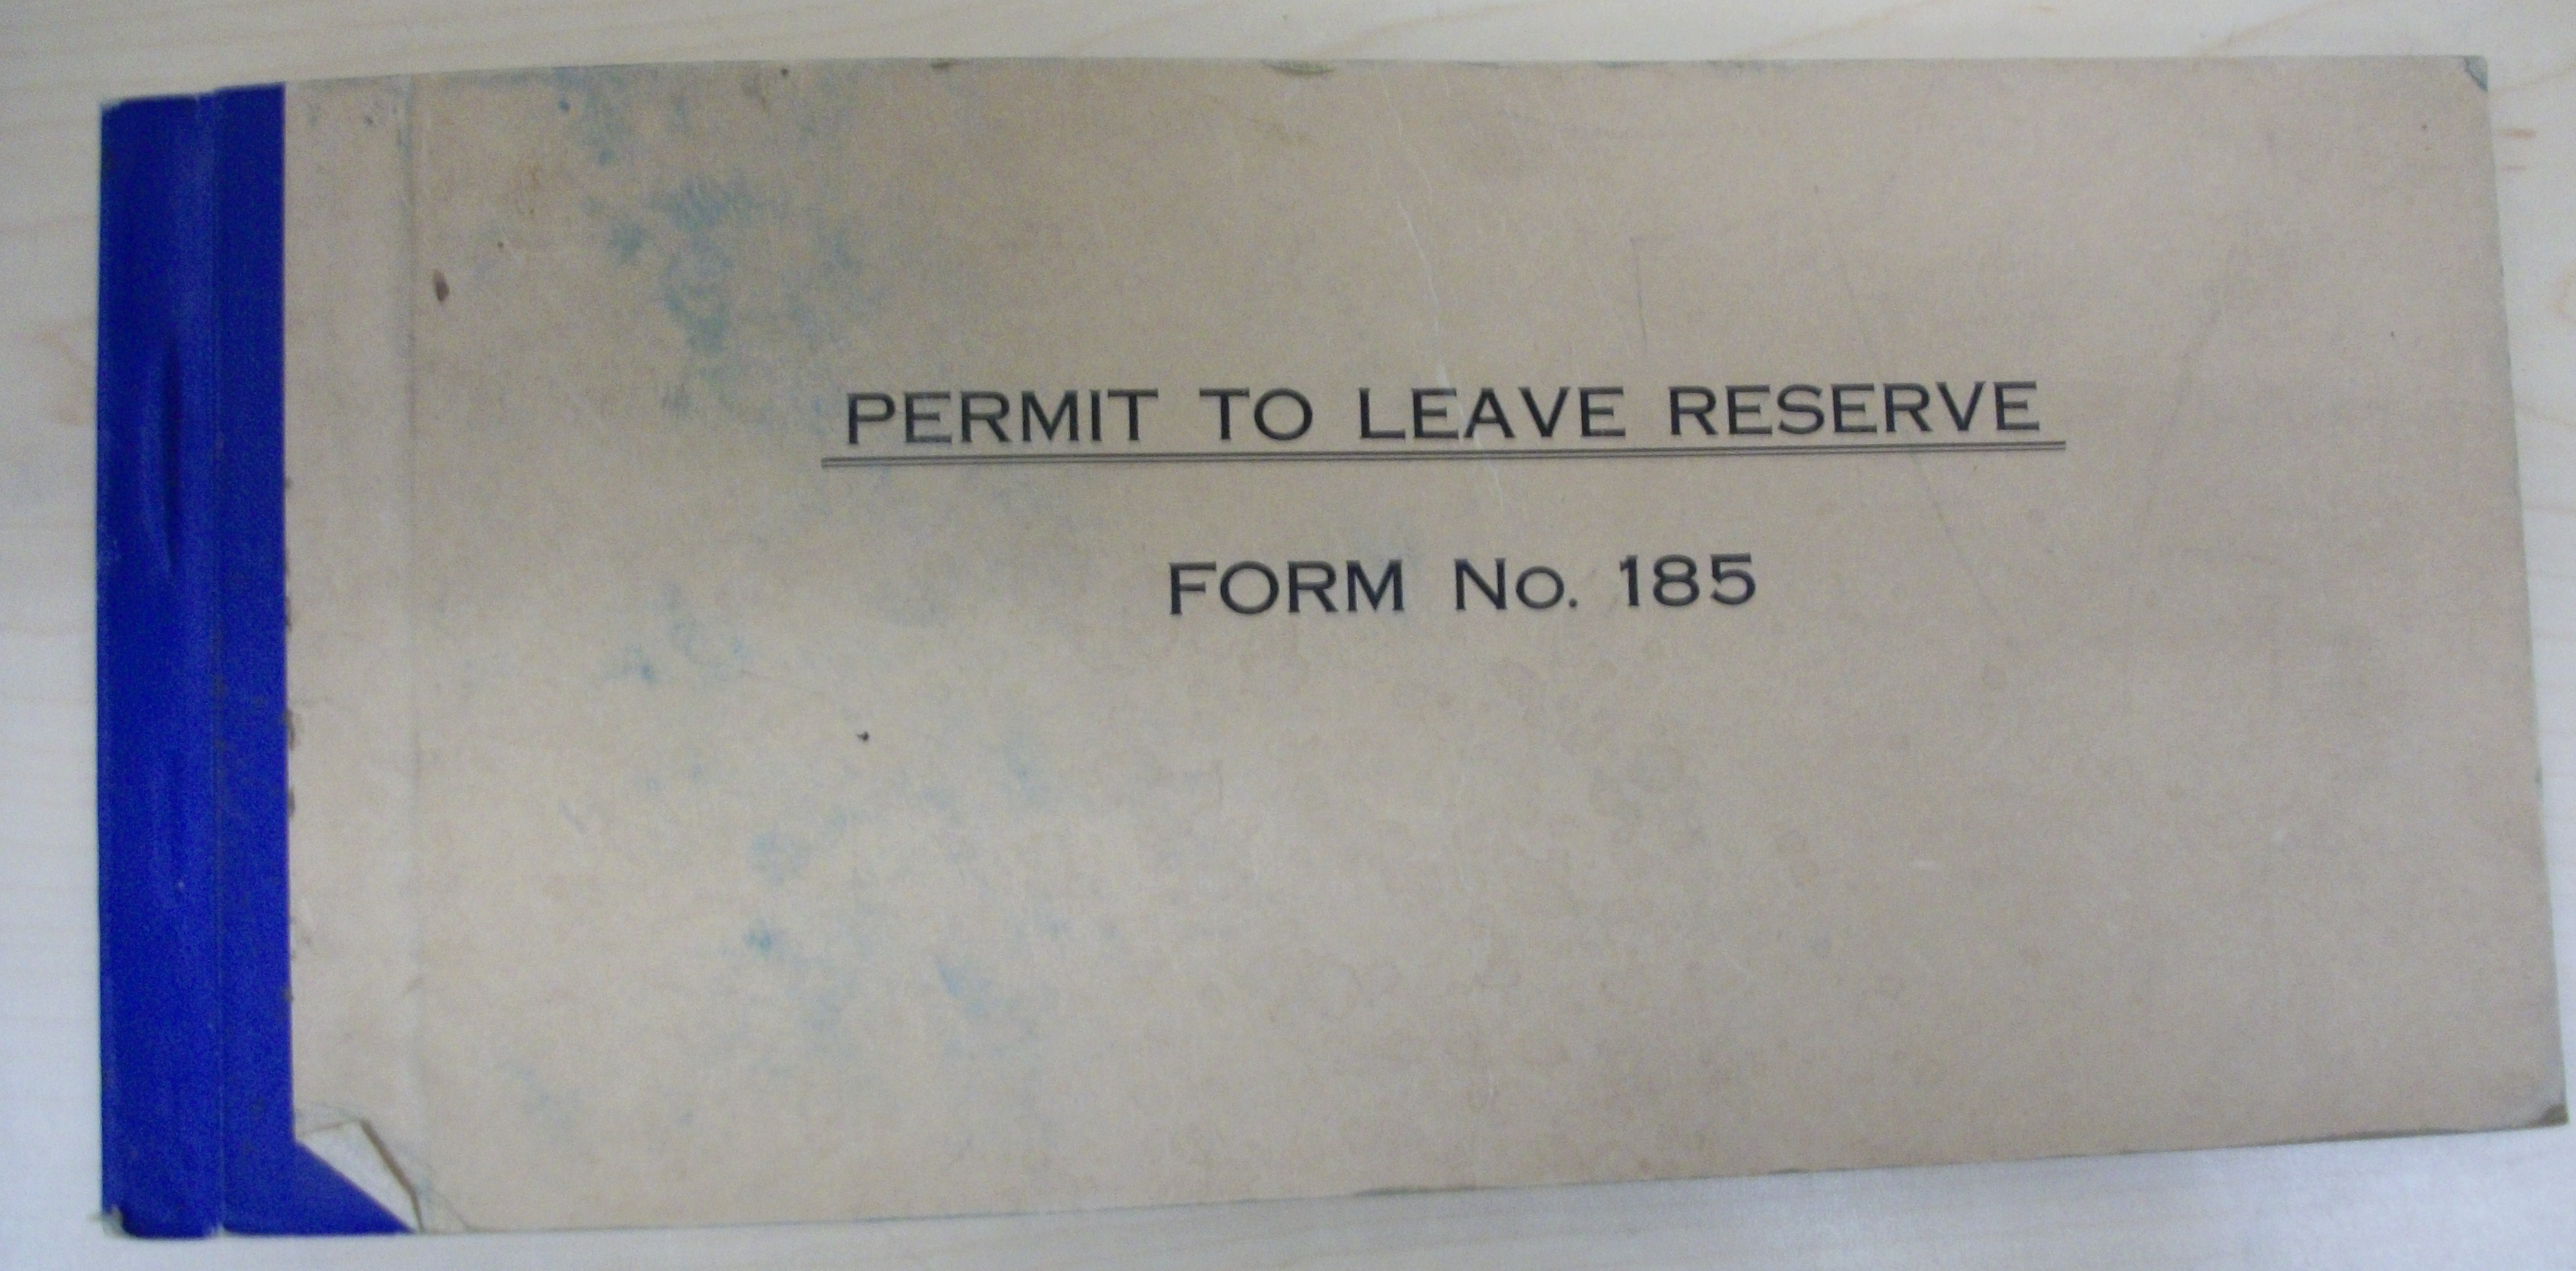 PERMIT TO LEAVE RESERVE
FORM No. 185